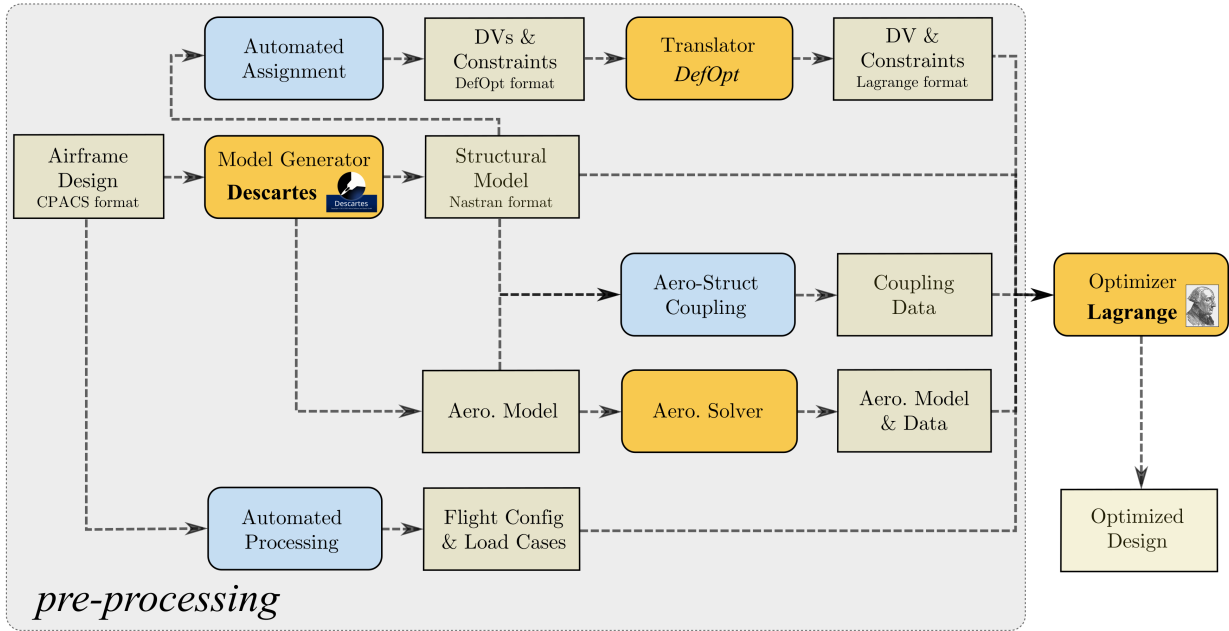 Automated
Assignment
DVs &
Constraints
DefOpt format
Translator
DefOpt
DV &
Constraints
Lagrange format
Airframe
Design
CPACS format
Model Generator
Descartes
Descartes
Structural
Model
Nastran format
Aero-Struct
Coupling
Coupling
Data
Optimizer
Lagrange
Aero. Model
Aero. Solver
Aero. Model
& Data
Automated
Processing
Flight Config
& Load Cases
Optimized
Design
pre-processing